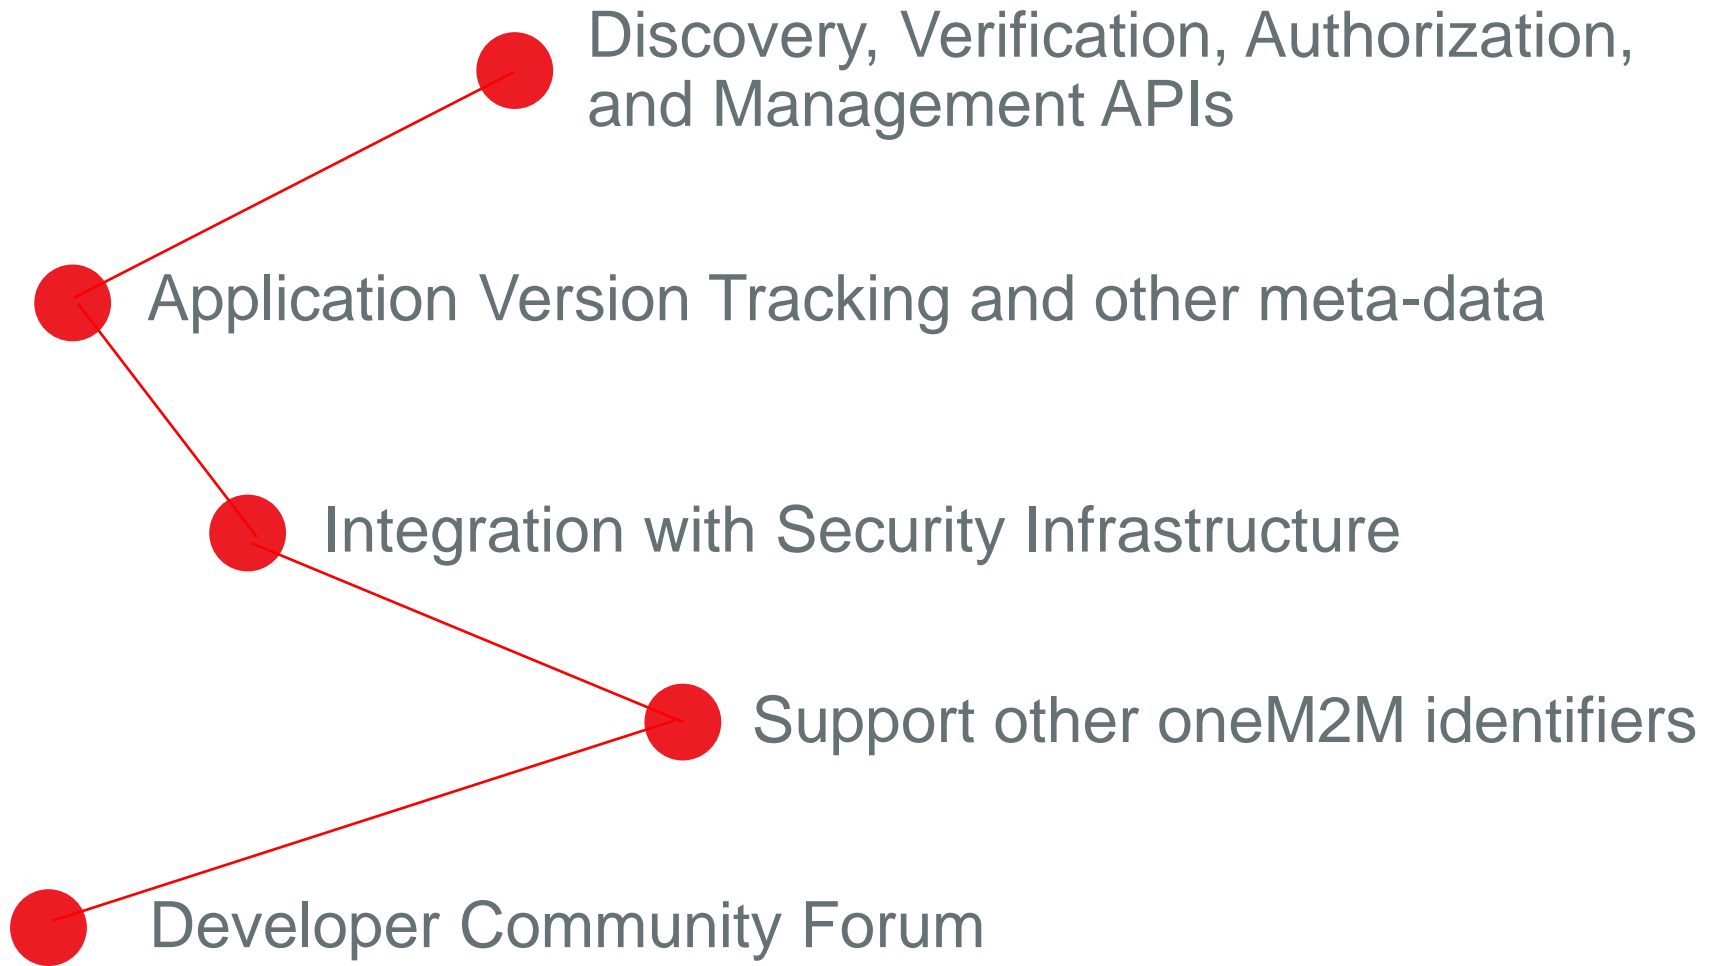 Discovery, Verification, Authorization,
and Management APIs
Application Version Tracking and other meta-data
Integration with Security Infrastructure
Support other oneM2M identifiers
Developer Community Forum